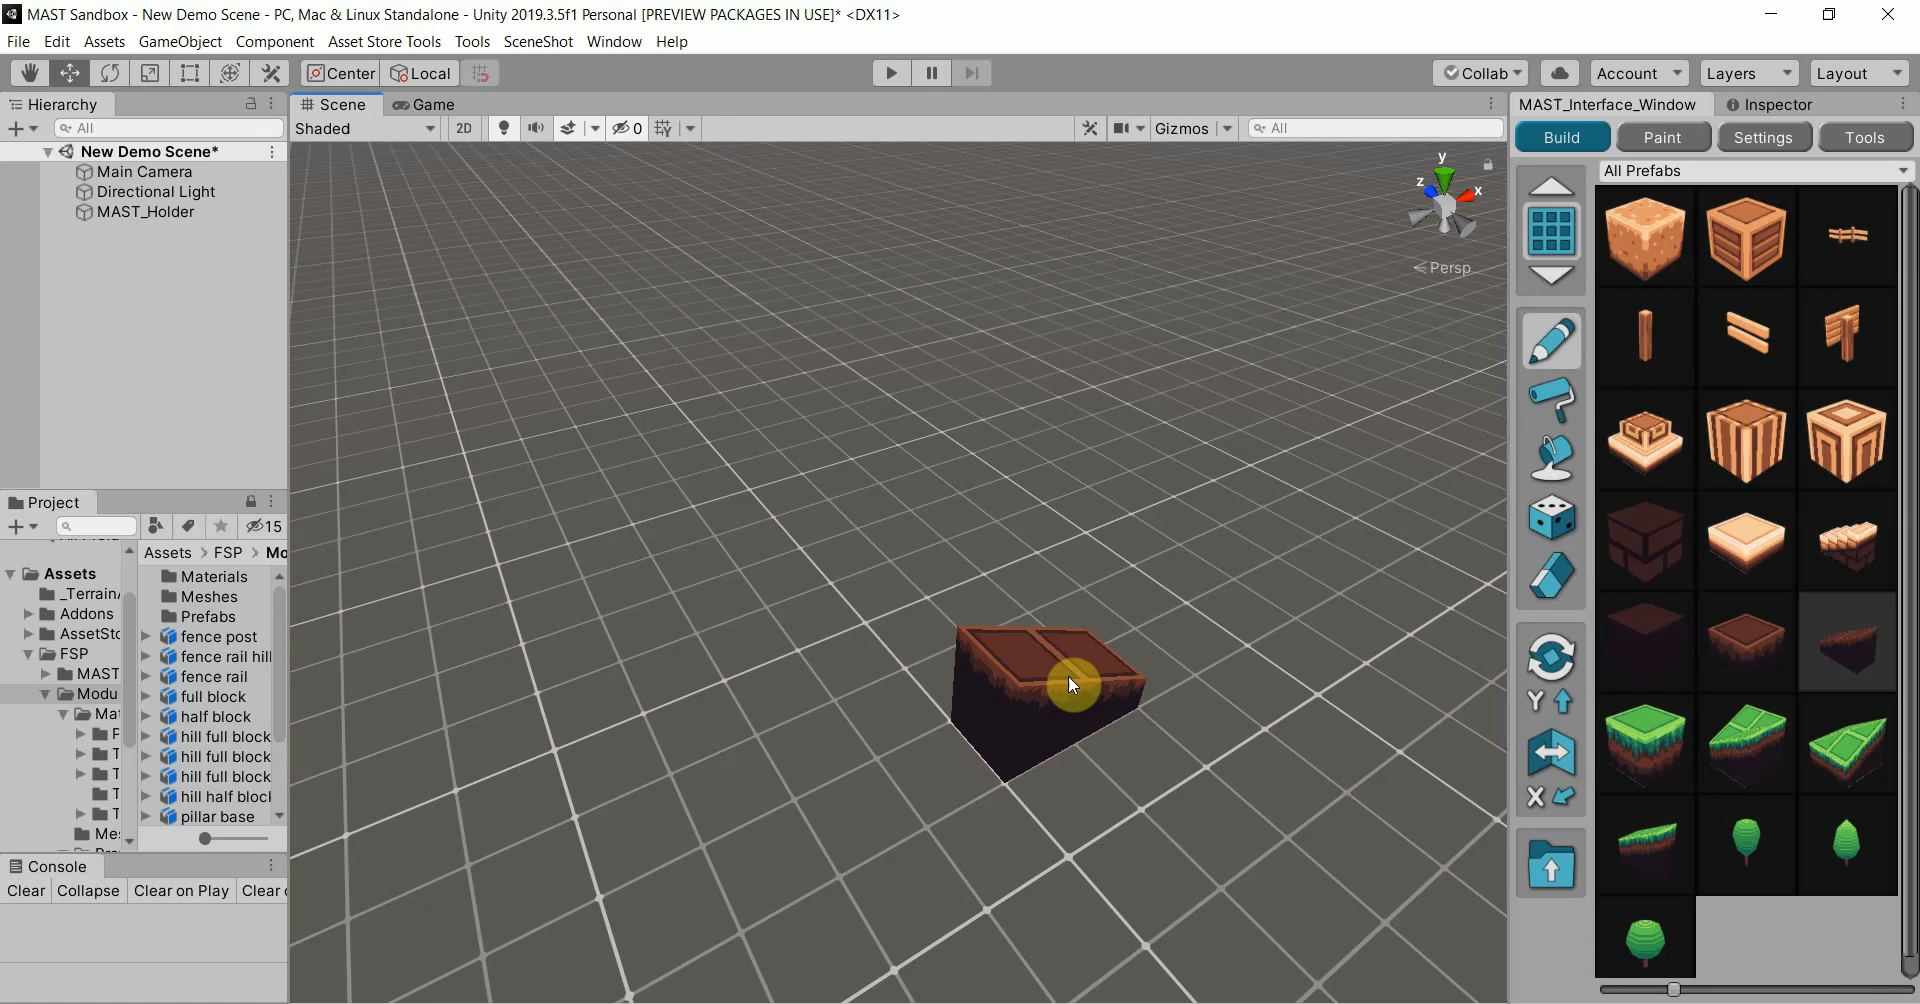 MAST Sandbox - New Demo Scene - PC, Mac & Linux Standalone - Unity 2019.3.5f1 Personal [PREVIEW PACKAGES IN USE]* <DX11>
File Edit Assets GameObject Component Asset Store Tools Tools SceneShot Window Help
Center Local Collab Account Layers Layout
Hierarchy
All
New Demo Scene*
Main Camera
Directional Light
MAST_Holder
Scene Game
Shaded 2D 0 Gizmos All
y
z x
Persp
MAST_Interface_Window Inspector
Build Paint Settings Tools
All Prefabs
Y
X
Project
15
Assets > FSP > Mo
Assets
_Terrain
Addons
AssetSto
FSP
MAST
Modu
Mat
F
T
T
T
T
Me
Materials
Meshes
Prefabs
fence post
fence rail hill
fence rail
full block
half block
hill full block
hill full block
hill full block
hill half block
pillar base
Console
Clear Collapse Clear on Play Clear